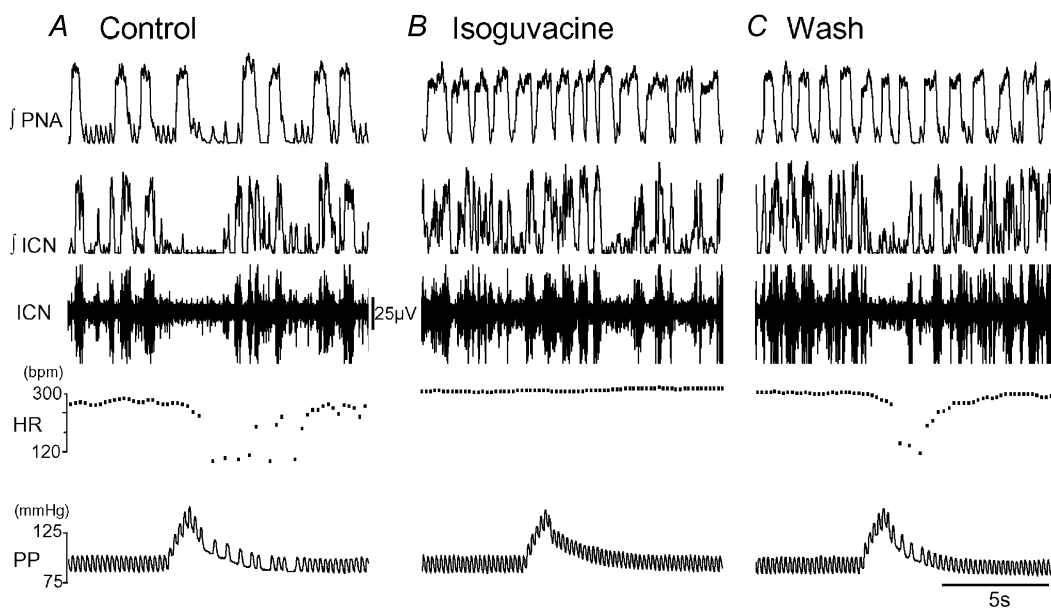 A Control
B Isoguvacine
C Wash
∫ PNA
∫ ICN
ICN
25µV
(bpm)
300
HR
120
(mmHg)
125
PP
75
5s